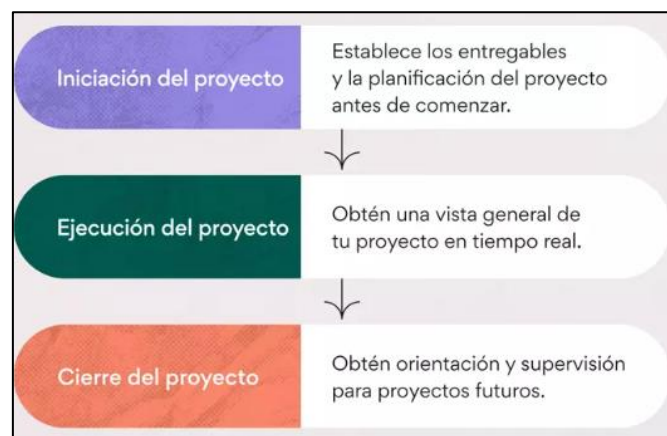 Iniciación del proyecto
Establece los entregables
y la planificación del proyecto
antes de comenzar.
Ejecución del proyecto
Obtén una vista general de
tu proyecto en tiempo real.
Cierre del proyecto
Obtén orientación y supervisión
para proyectos futuros.